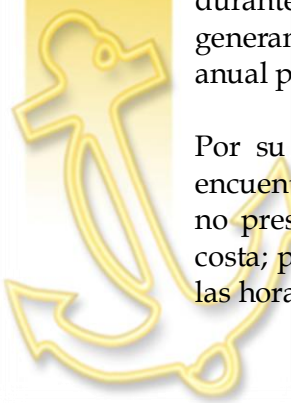 durante
generar
anual p
Por su
encuent
no pres
costa; p
las hora